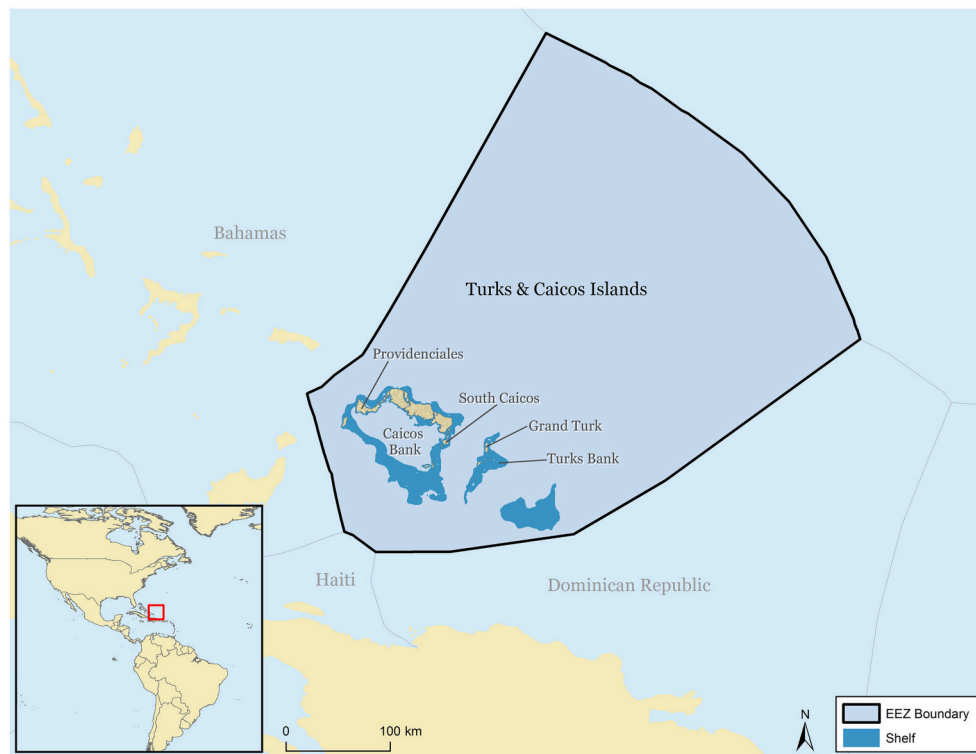 Bahamas
Turks & Caicos Islands
Providenciales
South Caicos
Caicos
Bank
Grand Turk
Turks Bank
Haiti
Dominican Republic
0
100 km
N
EEZ Boundary
Shelf